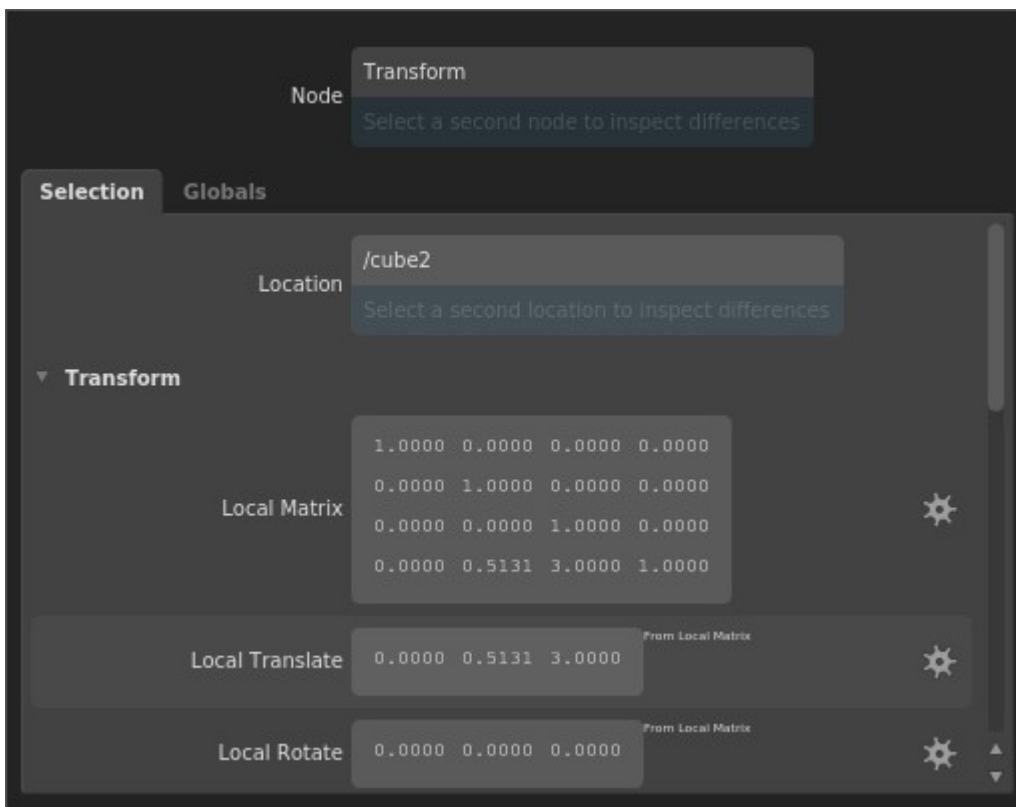 Transform
Node
Select a second node to inspect differences
Selection Globals
/cube2
Location
Select a second location to inspect differences
Transform
1.0000 0.0000 0.0000 0.0000
0.0000 1.0000 0.0000 0.0000
Local Matrix
0.0000 0.0000 1.0000 0.0000
0.0000 0.5131 3.0000 1.0000
From Local Matrix
Local Translate 0.0000 0.5131 3.0000
From Local Matrix
Local Rotate 0.0000 0.0000 0.0000